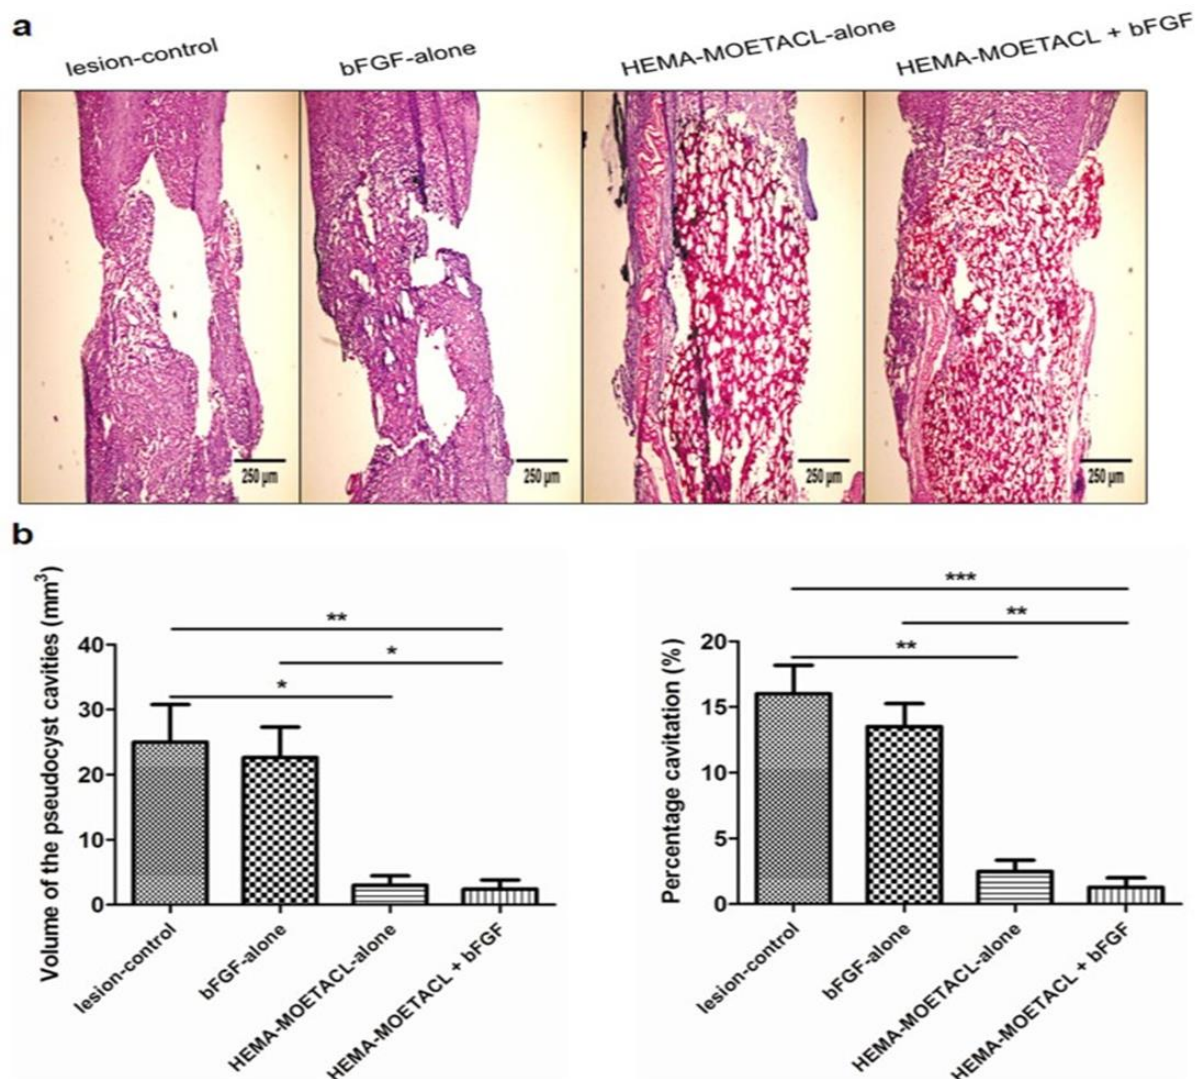 a
lesion-control
bFGF-alone
HEMA-MOETACL-alone
HEMA-MOETACL + bFGF
250 µm
250 µm
250 µm
250 µm
b
Volume of the pseudocyst cavities (mm³)
40
30
20
10
0
**
*
*
lesion-control
bFGF-alone
HEMA-MOETACL-alone
HEMA-MOETACL + bFGF
Percentage cavitation (%)
20
15
10
5
0
***
**
**
lesion-control
bFGF-alone
HEMA-MOETACL-alone
HEMA-MOETACL + bFGF